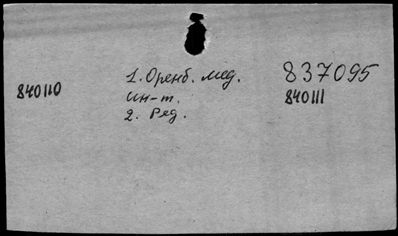 1. Оренб. мед. 837095
840110 ин-т. 840111
2. Ред.